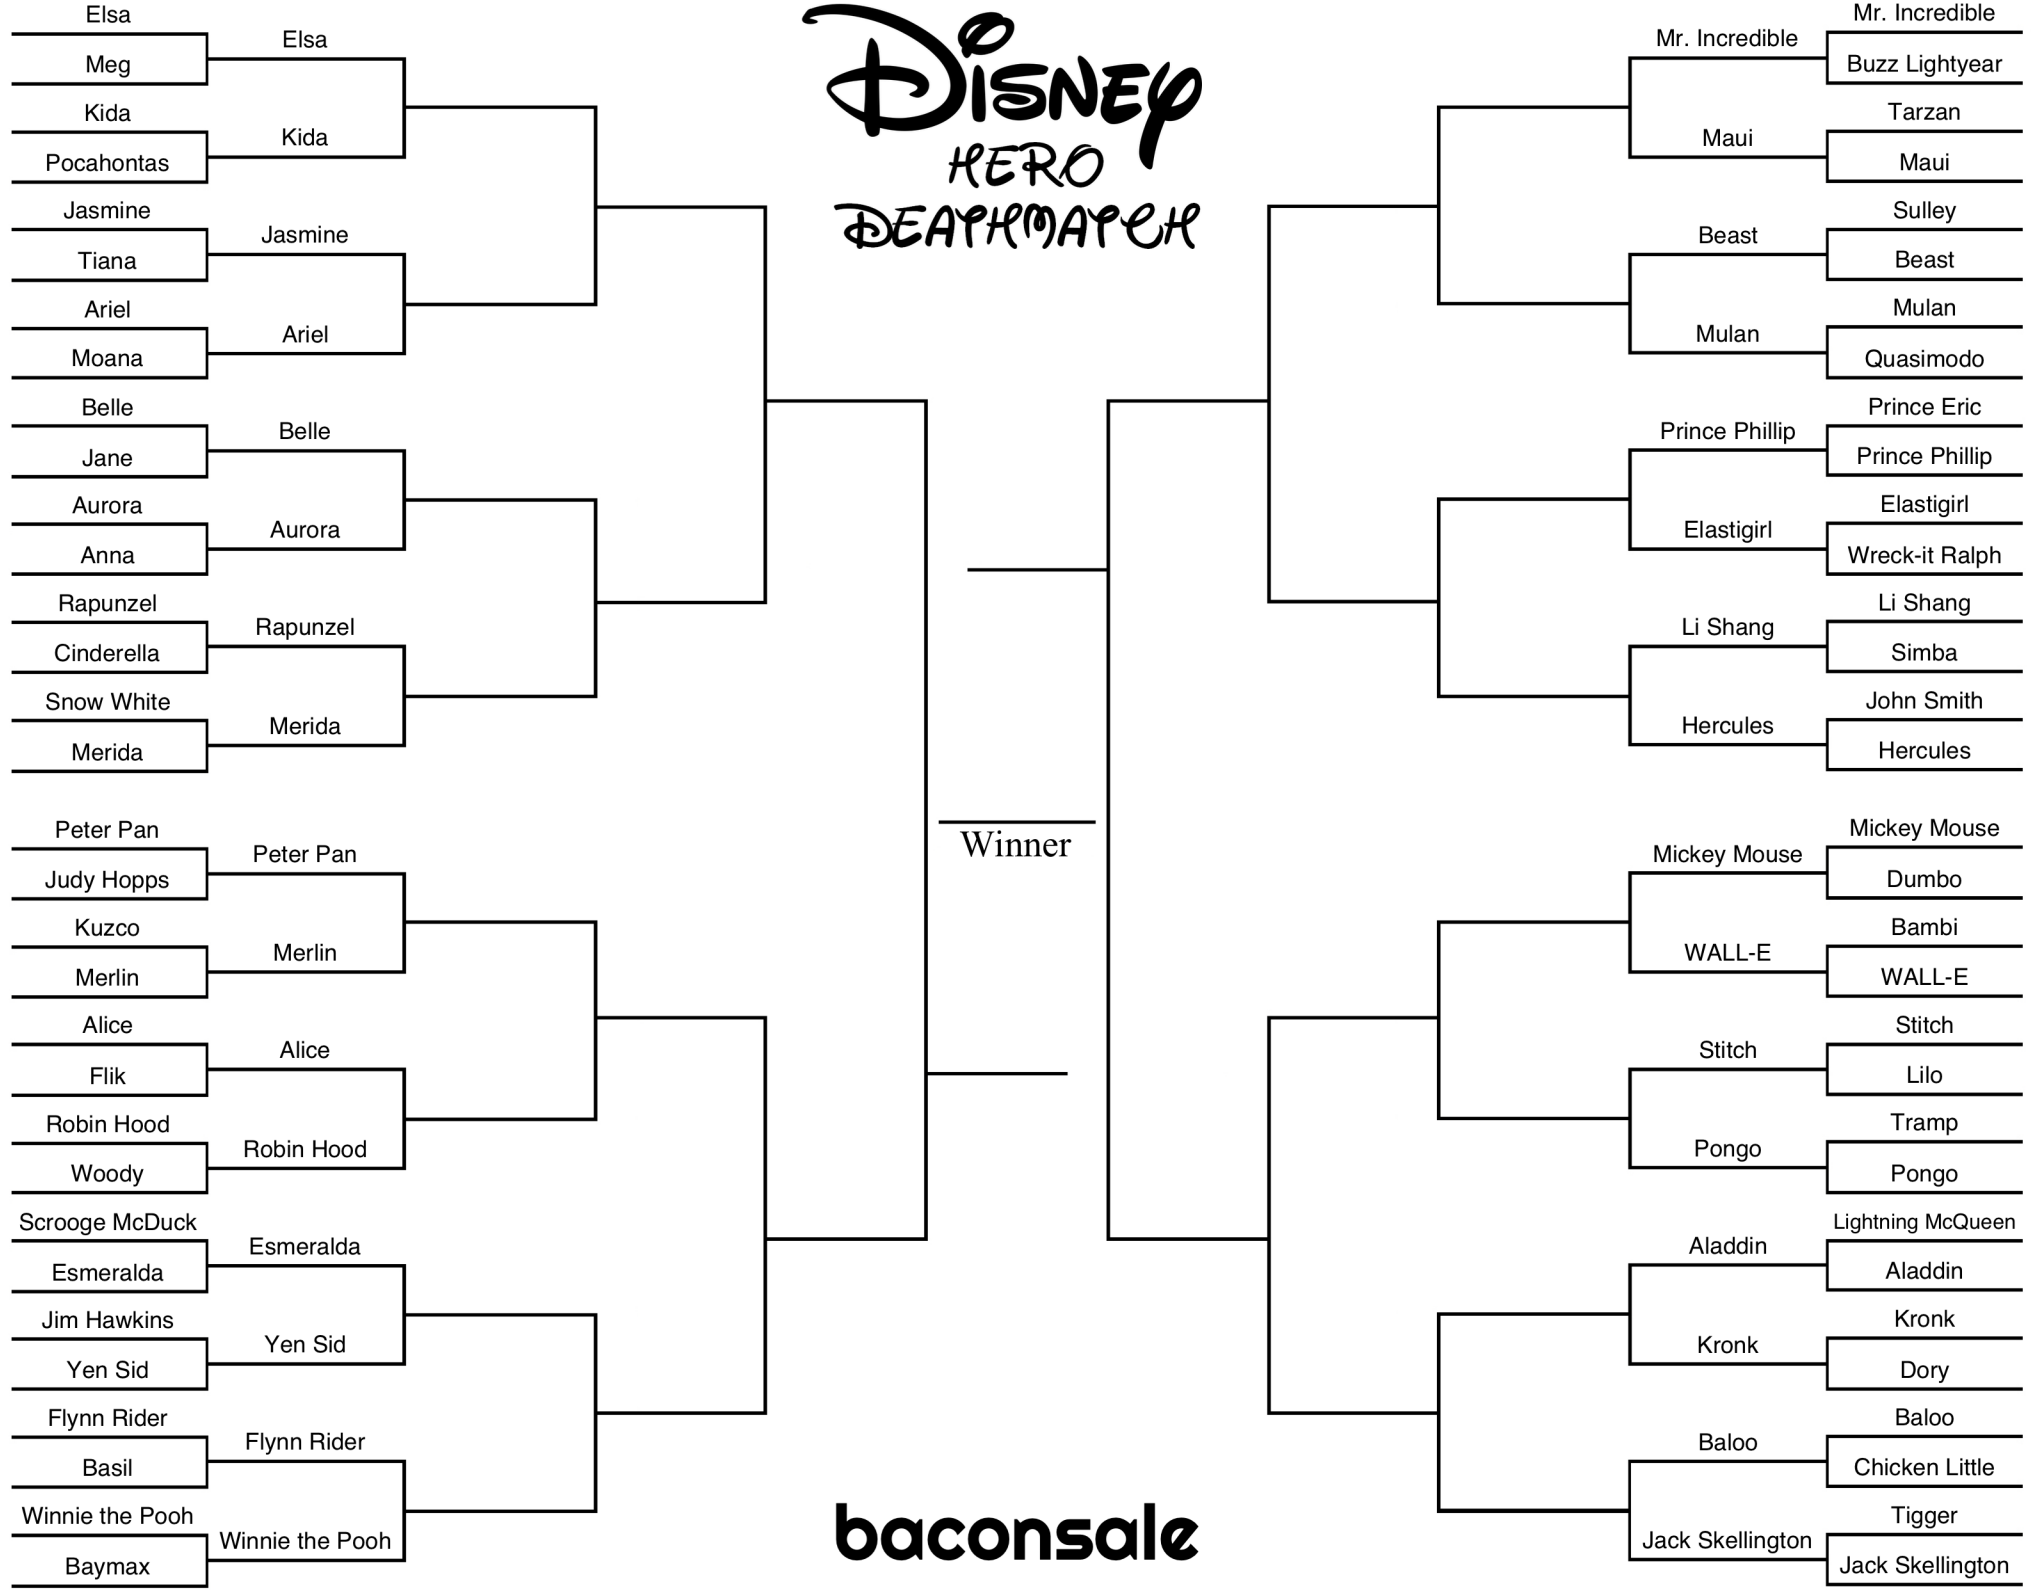 Elsa
Meg
Kida
Pocahontas
Jasmine
Tiana
Ariel
Moana
Belle
Jane
Aurora
Anna
Rapunzel
Cinderella
Snow White
Merida
Peter Pan
Judy Hopps
Kuzco
Merlin
Alice
Flik
Robin Hood
Woody
Scrooge McDuck
Esmeralda
Jim Hawkins
Yen Sid
Flynn Rider
Basil
Winnie the Pooh
Baymax
Elsa
Kida
Jasmine
Ariel
Belle
Aurora
Rapunzel
Merida
Peter Pan
Merlin
Alice
Robin Hood
Esmeralda
Yen Sid
Flynn Rider
Winnie the Pooh
Disney
HERO
DEATHMATCH
Winner
baconsale
Mr. Incredible
Maui
Beast
Mulan
Prince Phillip
Elastigirl
Li Shang
Hercules
Mickey Mouse
WALL-E
Stitch
Pongo
Aladdin
Kronk
Baloo
Jack Skellington
Mr. Incredible
Buzz Lightyear
Tarzan
Maui
Sulley
Beast
Mulan
Quasimodo
Prince Eric
Prince Phillip
Elastigirl
Wreck-it Ralph
Li Shang
Simba
John Smith
Hercules
Mickey Mouse
Dumbo
Bambi
WALL-E
Stitch
Lilo
Tramp
Pongo
Lightning McQueen
Aladdin
Kronk
Dory
Baloo
Chicken Little
Tigger
Jack Skellington